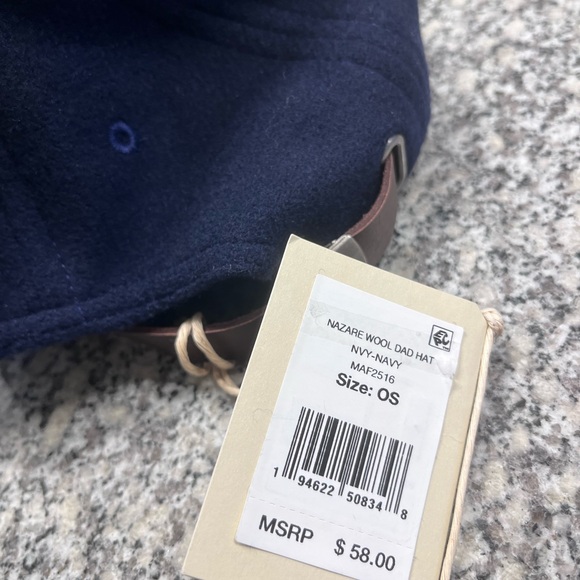 NAZARE WOOL DAD HAT
NVY-NAVY
MAF2516
Size: OS
1 94622 50834 8
MSRP $ 58.00